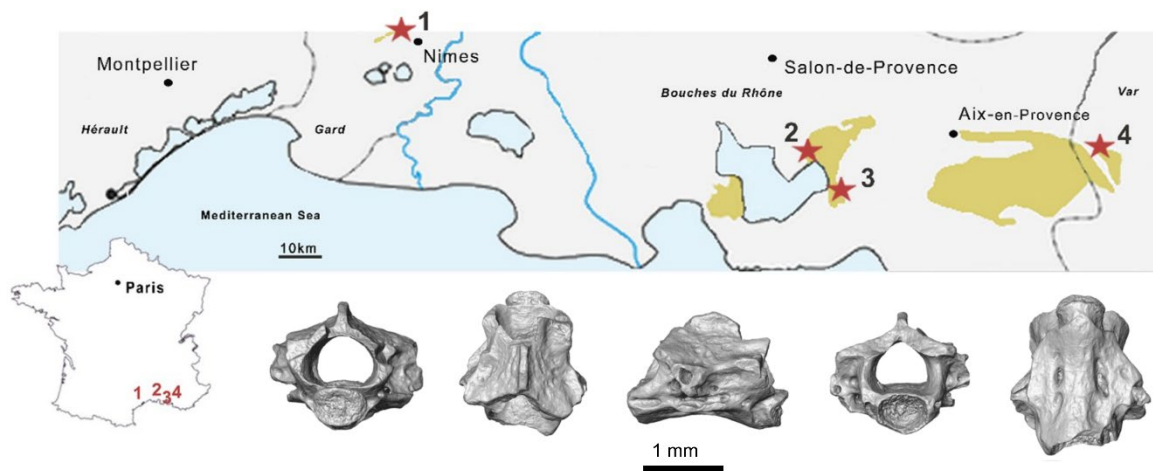 1
Nimes
Montpellier
Salon-de-Provence
Bouches du Rhône
Var
Hérault
Gard
Aix-en-Provence
2
4
3
Mediterranean Sea
10km
Paris
1
2
3
4
1 mm